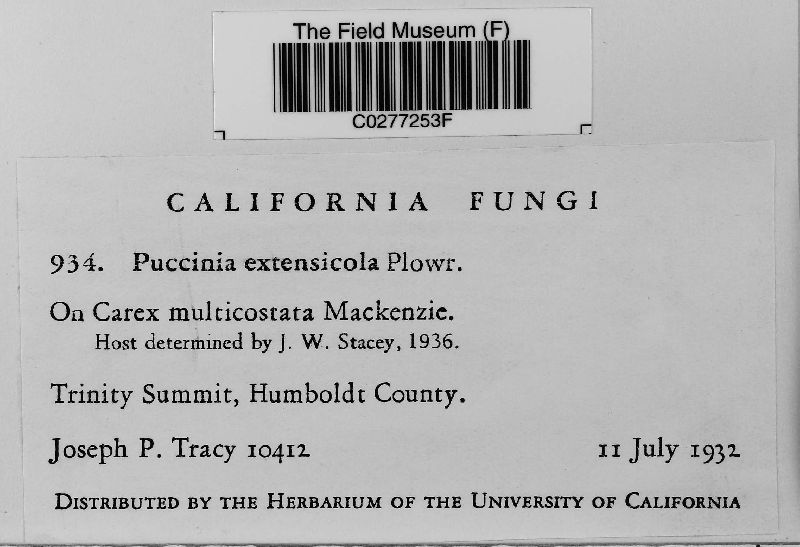 The Field Museum (F)
C0277253F
CALIFORNIA FUNGI
934. Puccinia extensicola Plowr.
On Carex multicostata Mackenzie.
Host determined by J. W. Stacey, 1936.
Trinity Summit, Humboldt County.
Joseph P. Tracy 10412 11 July 1932
DISTRIBUTED BY THE HERBARIUM OF THE UNIVERSITY OF CALIFORNIA